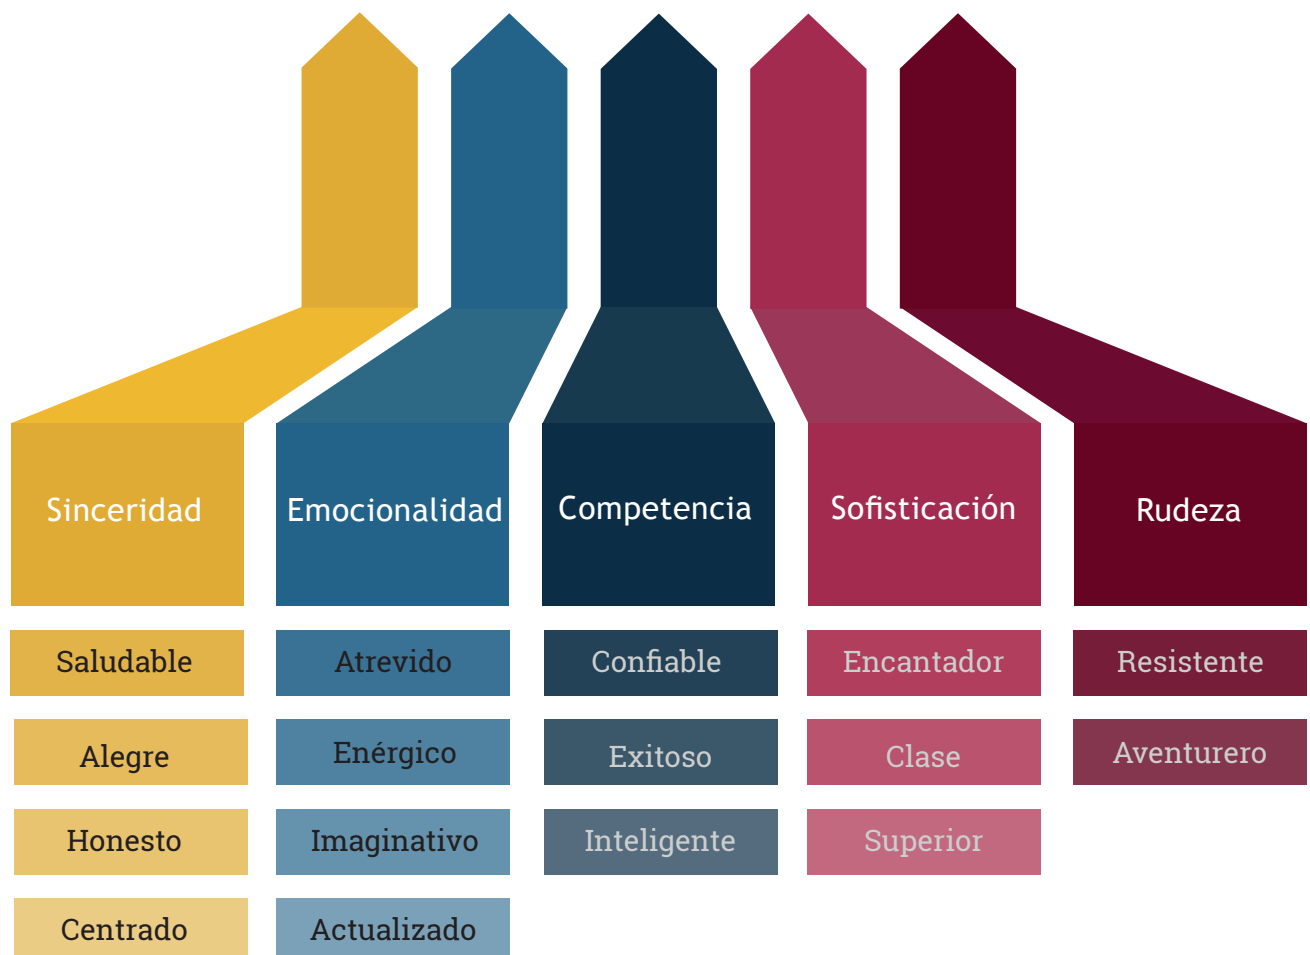 Sinceridad
Emocionalidad
Competencia
Sofisticación
Rudeza
Saludable
Atrevido
Confiable
Encantador
Resistente
Alegre
Enérgico
Exitoso
Clase
Aventurero
Honesto
Imaginativo
Inteligente
Superior
Centrado
Actualizado